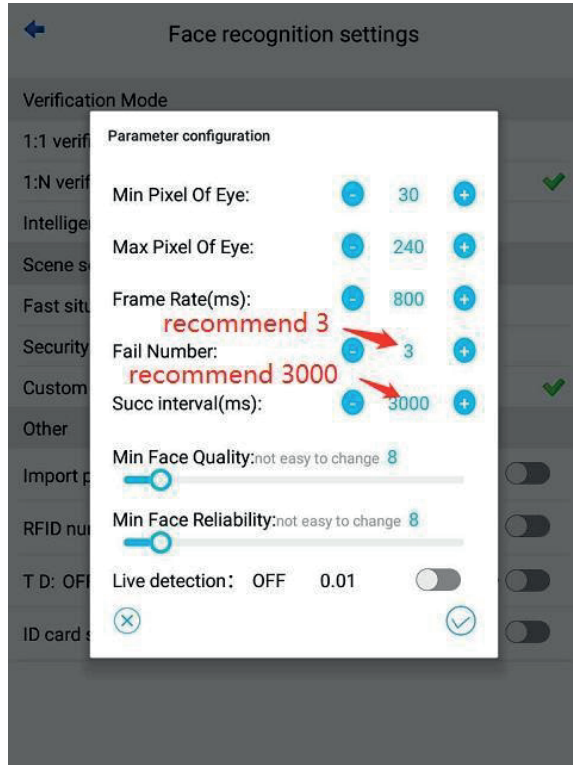 Face recognition settings
Verification Mode
1:1 verifi
1:N verif
Intellige
Scene s
Fast situ
Security
Custom
Other
Import p
RFID nu
T D: OFF
ID card s
Parameter configuration
Min Pixel Of Eye: - 30 +
Max Pixel Of Eye: - 240 +
Frame Rate(ms): - 800 +
recommend 3
Fail Number: - 3 +
recommend 3000
Succ interval(ms): - 3000 +
Min Face Quality:not easy to change 8
Min Face Reliability:not easy to change 8
Live detection: OFF 0.01